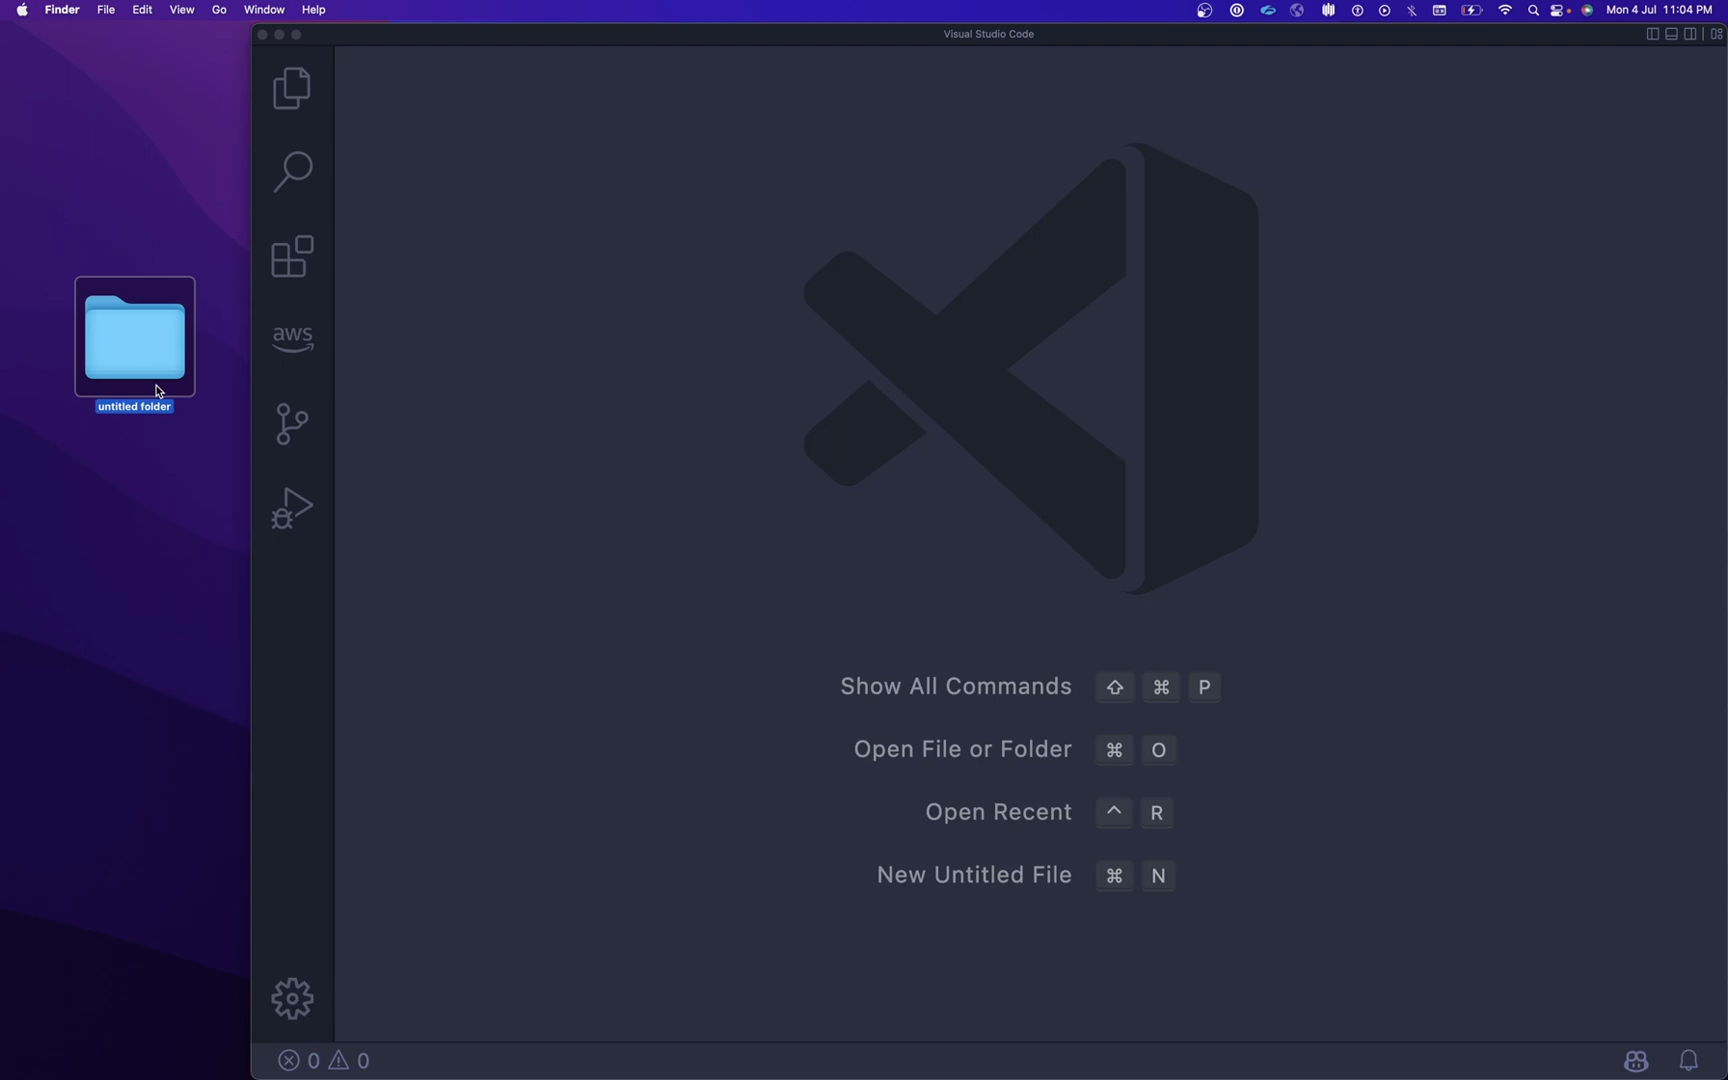 Finder File Edit View Go Window Help Mon 4 Jul 11:04 PM
Visual Studio Code
aws
untitled folder
Show All Commands ⇧ ⌘ P
Open File or Folder ⌘ O
Open Recent ^ R
New Untitled File ⌘ N
0 0